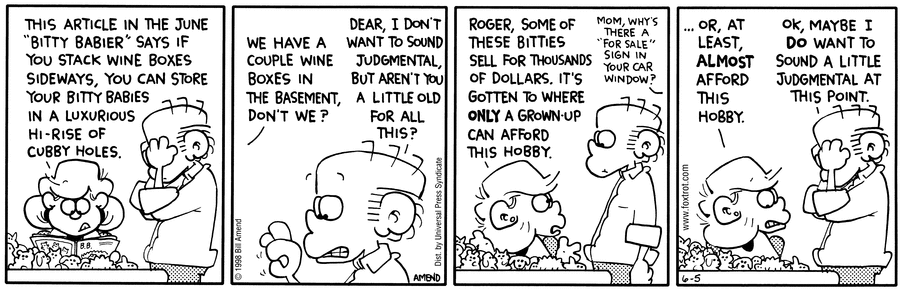 THIS ARTICLE IN THE JUNE
"BITTY BABIER" SAYS IF
YOU STACK WINE BOXES
SIDEWAYS, YOU CAN STORE
YOUR BITTY BABIES
IN A LUXURIOUS
HI-RISE OF
CUBBY HOLES.
B.B.
© 1998 Bill Amend
WE HAVE A
COUPLE WINE
BOXES IN
THE BASEMENT,
DON'T WE?
DEAR, I DON'T
WANT TO SOUND
JUDGMENTAL,
BUT AREN'T YOU
A LITTLE OLD
FOR ALL
THIS?
AMEND
Dist. by Universal Press Syndicate
ROGER, SOME OF
THESE BITTIES
SELL FOR THOUSANDS
OF DOLLARS. IT'S
GOTTEN TO WHERE
ONLY A GROWN-UP
CAN AFFORD
THIS HOBBY.
MOM, WHY'S
THERE A
"FOR SALE"
SIGN IN
YOUR CAR
WINDOW?
www.foxtrot.com
...OR, AT
LEAST,
ALMOST
AFFORD
THIS
HOBBY.
OK, MAYBE I
DO WANT TO
SOUND A LITTLE
JUDGMENTAL AT
THIS POINT.
6-5